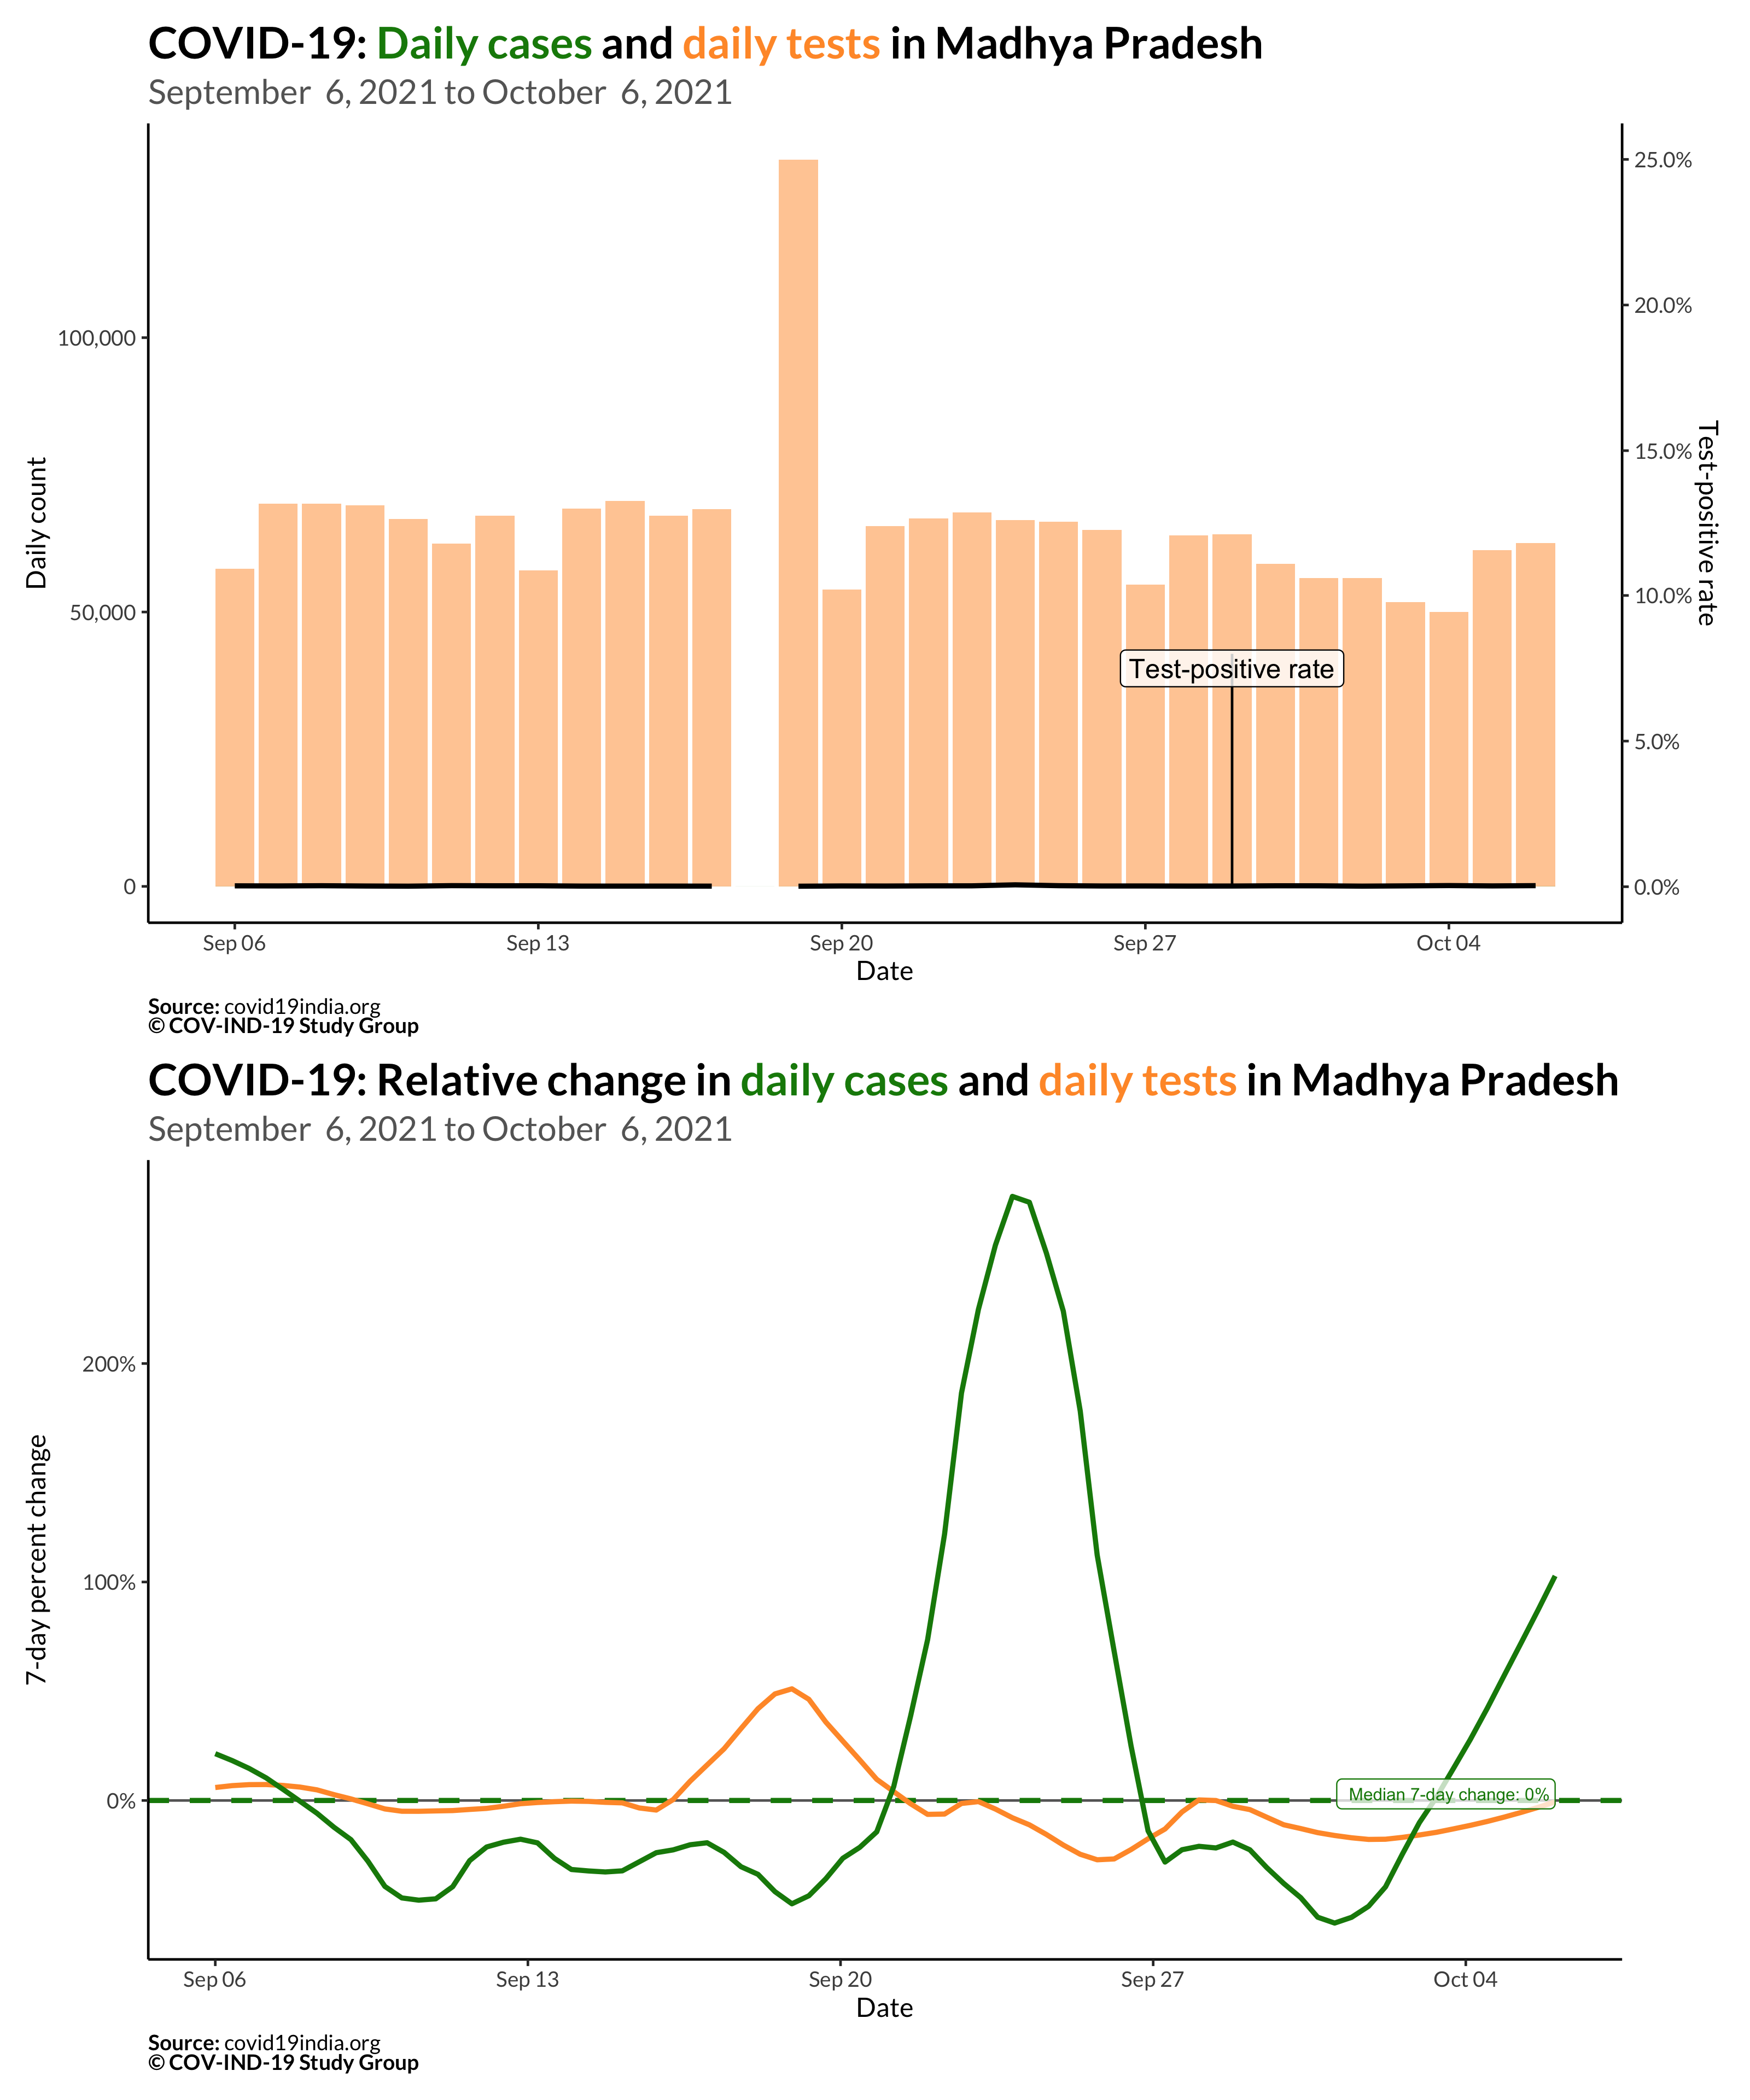 COVID-19: Daily cases and daily tests in Madhya Pradesh
September  6, 2021 to October  6, 2021
25.0%
20.0%
100,000
15.0%
Daily count
Test-positive rate
50,000
10.0%
Test-positive rate
5.0%
0
0.0%
Sep 06
Sep 13
Sep 20
Sep 27
Oct 04
Date
Source: covid19india.org
© COV-IND-19 Study Group
COVID-19: Relative change in daily cases and daily tests in Madhya Pradesh
September  6, 2021 to October  6, 2021
200%
7-day percent change
100%
0%
Median 7-day change: 0%
Sep 06
Sep 13
Sep 20
Sep 27
Oct 04
Date
Source: covid19india.org
© COV-IND-19 Study Group